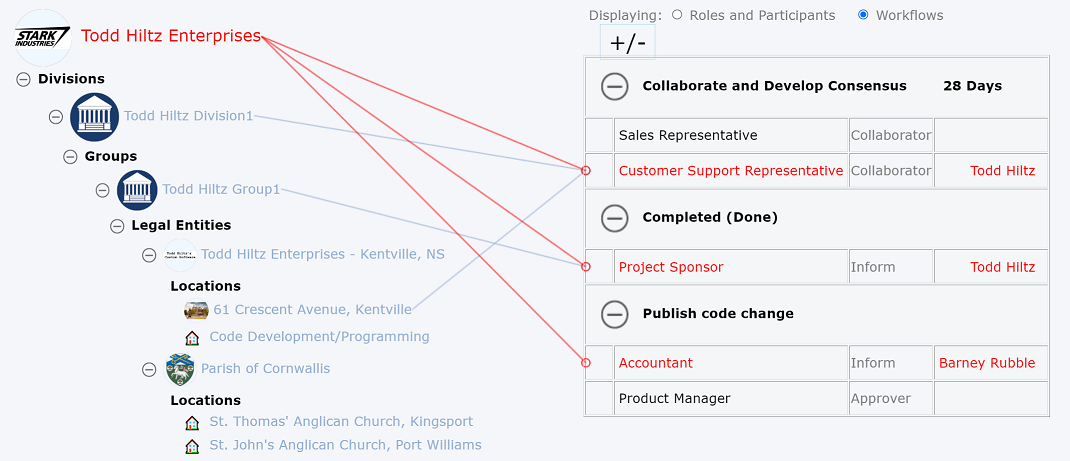 Displaying: Roles and Participants Workflows
STARK INDUSTRIES
Todd Hiltz Enterprises
Divisions
Todd Hiltz Division1
Groups
Todd Hiltz Group1
Legal Entities
Todd Hiltz's Custom Software
Todd Hiltz Enterprises - Kentville, NS
Locations
61 Crescent Avenue, Kentville
Code Development/Programming
Parish of Cornwallis
Locations
St. Thomas' Anglican Church, Kingsport
St. John's Anglican Church, Port Williams
+/-
Collaborate and Develop Consensus 28 Days
Sales Representative Collaborator
Customer Support Representative Collaborator Todd Hiltz
Completed (Done)
Project Sponsor Inform Todd Hiltz
Publish code change
Accountant Inform Barney Rubble
Product Manager Approver